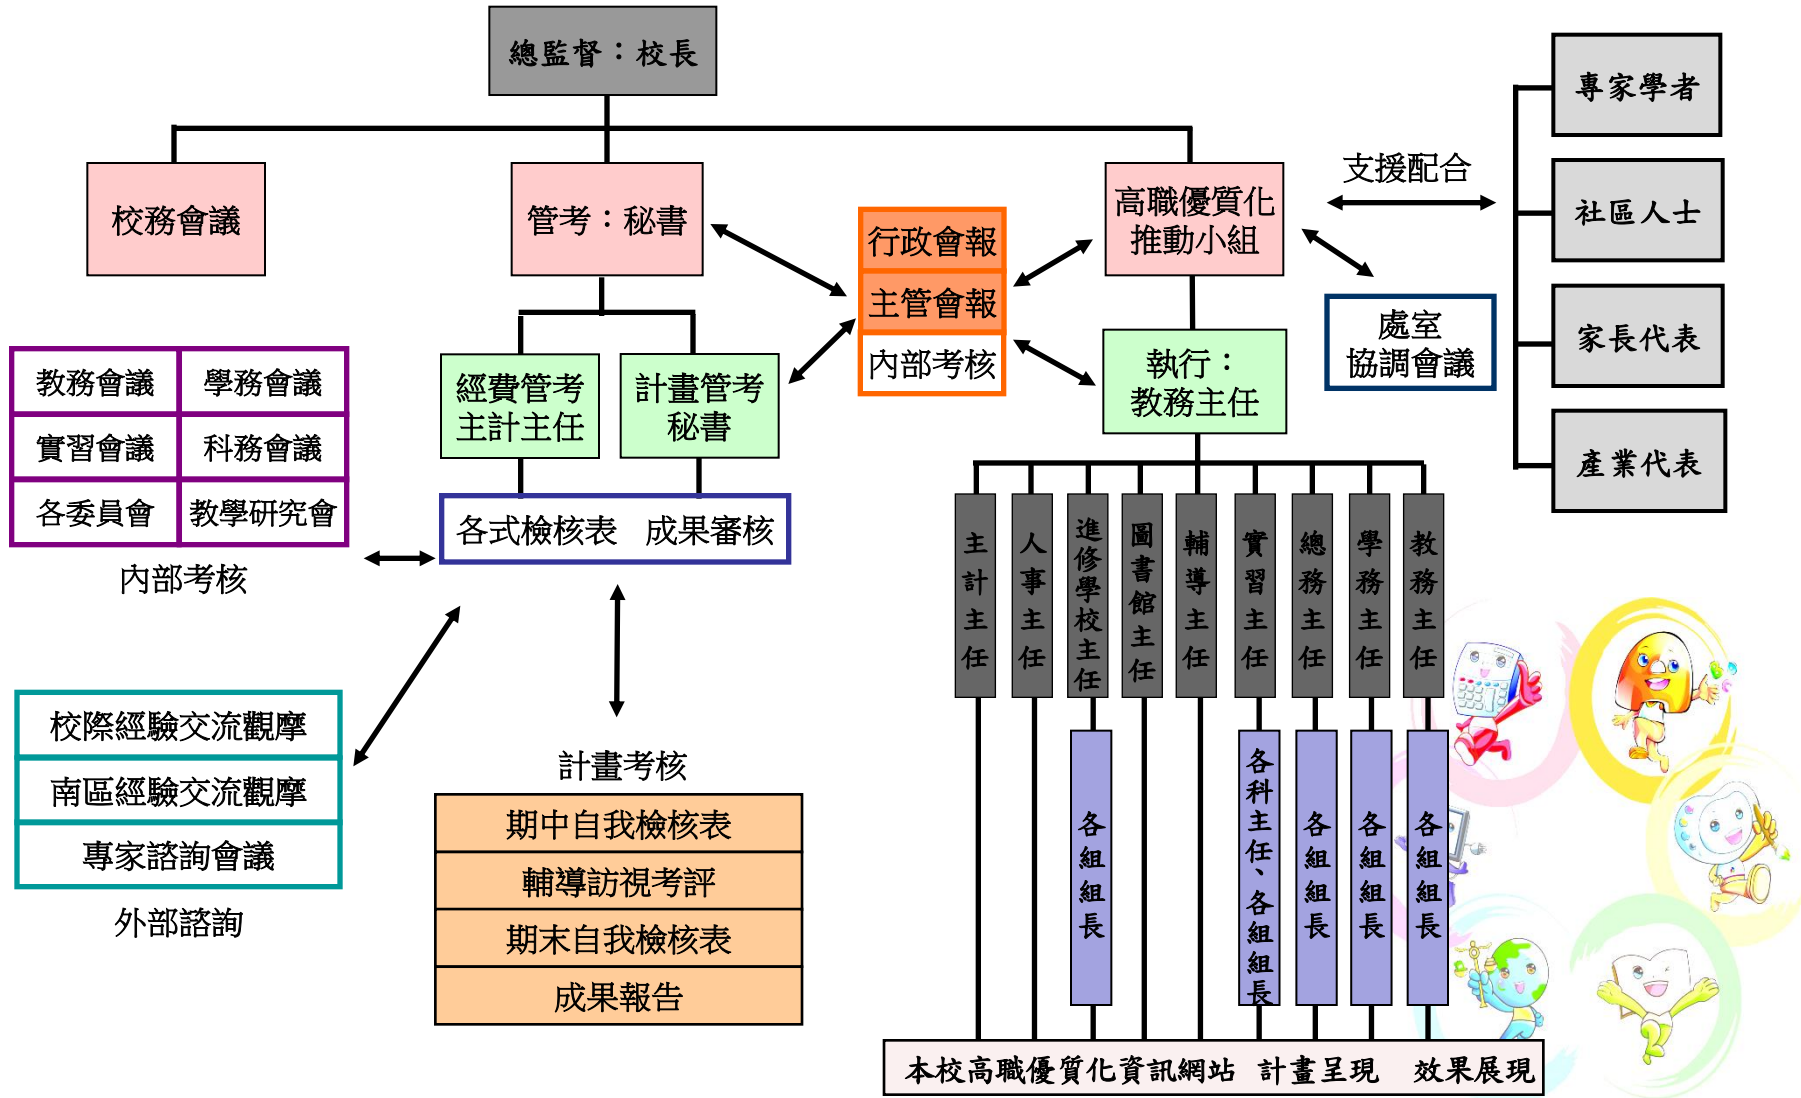 總監督：校長
校務會議
管考：秘書
高職優質化
推動小組
支援配合
專家學者
社區人士
家長代表
產業代表
行政會報
主管會報
內部考核
處室
協調會議
經費管考
主計主任
計畫管考
秘書
執行：
教務主任
教務會議
學務會議
實習會議
科務會議
各委員會
教學研究會
內部考核
各式檢核表 成果審核
主計主任
人事主任
進修學校主任
圖書館主任
輔導主任
實習主任
總務主任
學務主任
教務主任
校際經驗交流觀摩
南區經驗交流觀摩
專家諮詢會議
外部諮詢
計畫考核
期中自我檢核表
輔導訪視考評
期末自我檢核表
成果報告
各組組長
各科主任、各組組長
各組組長
各組組長
各組組長
本校高職優質化資訊網站 計畫呈現 效果展現